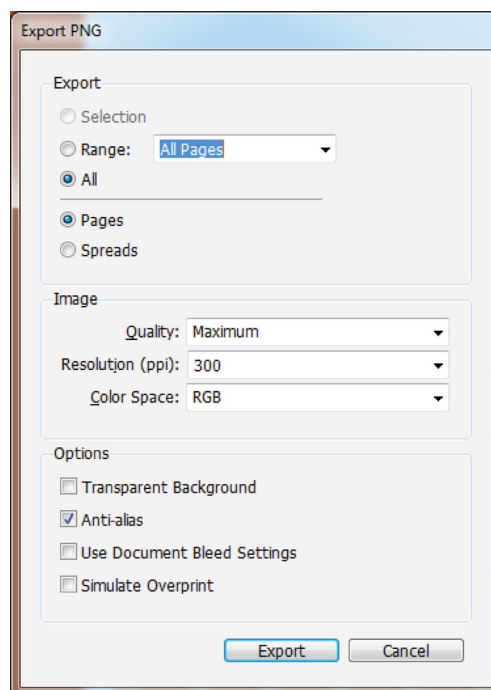 Export PNG
Export
Selection
Range: All Pages
All
Pages
Spreads
Image
Quality: Maximum
Resolution (ppi): 300
Color Space: RGB
Options
Transparent Background
Anti-alias
Use Document Bleed Settings
Simulate Overprint
Export Cancel